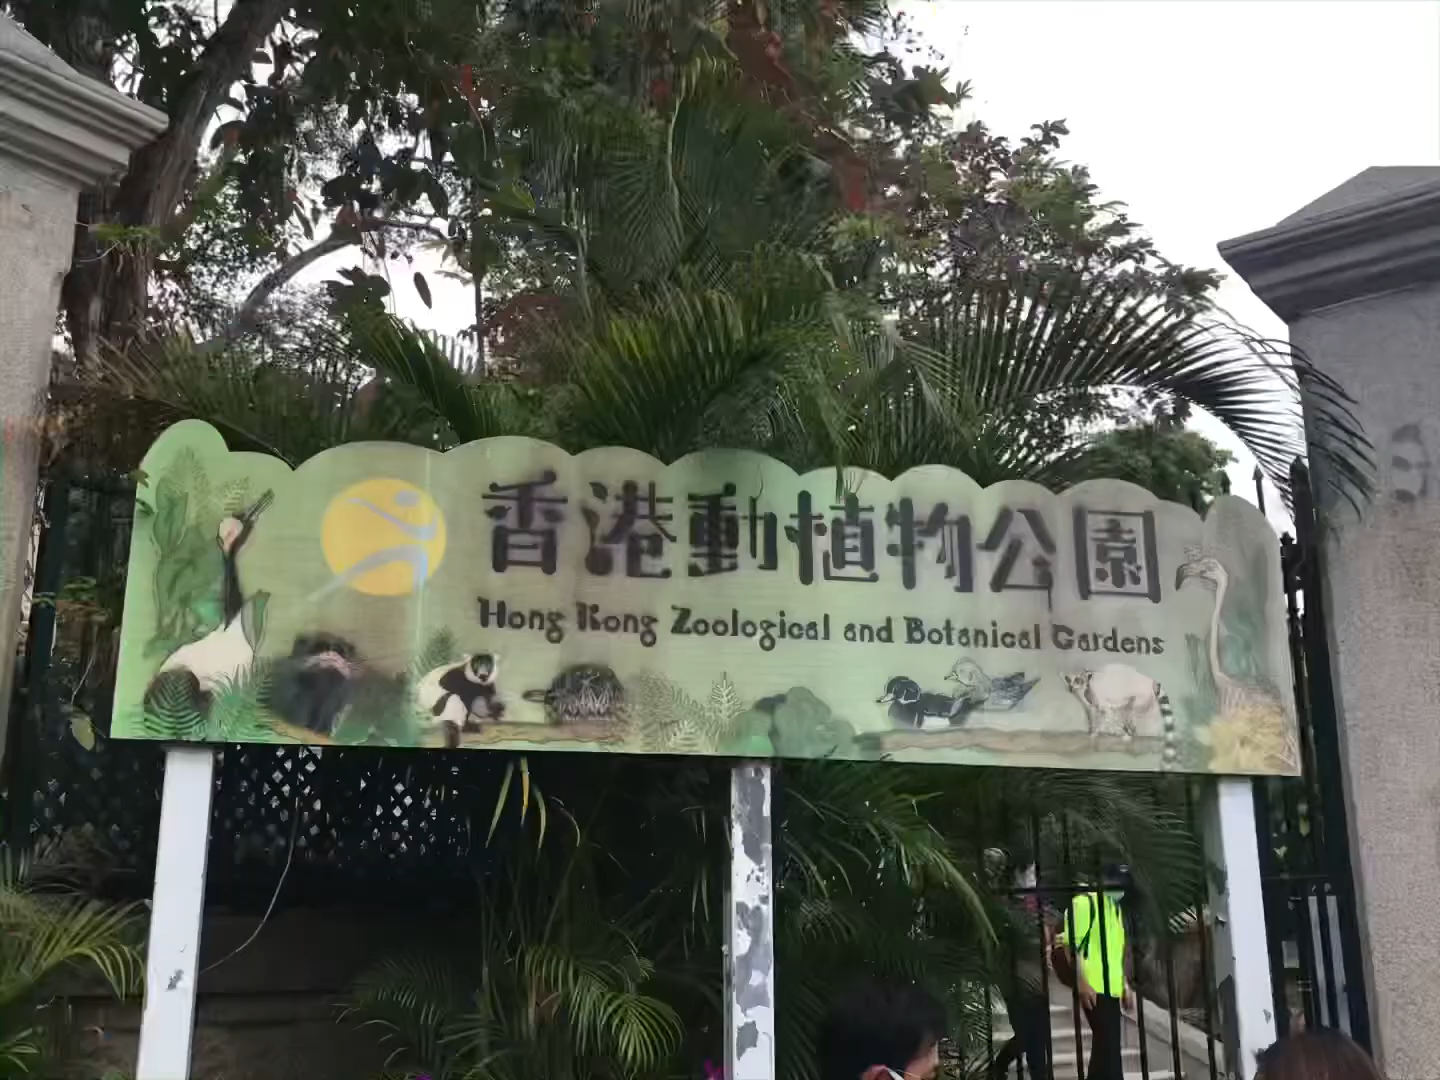 香港動植物公園
Hong Kong Zoological and Botanical Gardens